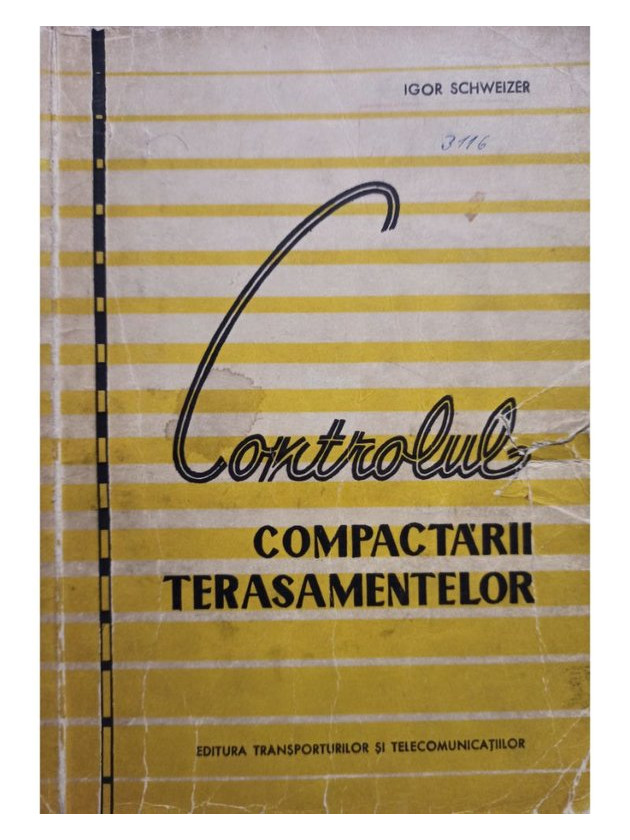 IGOR SCHWEIZER
3116
Controlul
COMPACTĂRII
TERASAMENTELOR
EDITURA TRANSPORTURILOR ȘI TELECOMUNICAȚIILOR